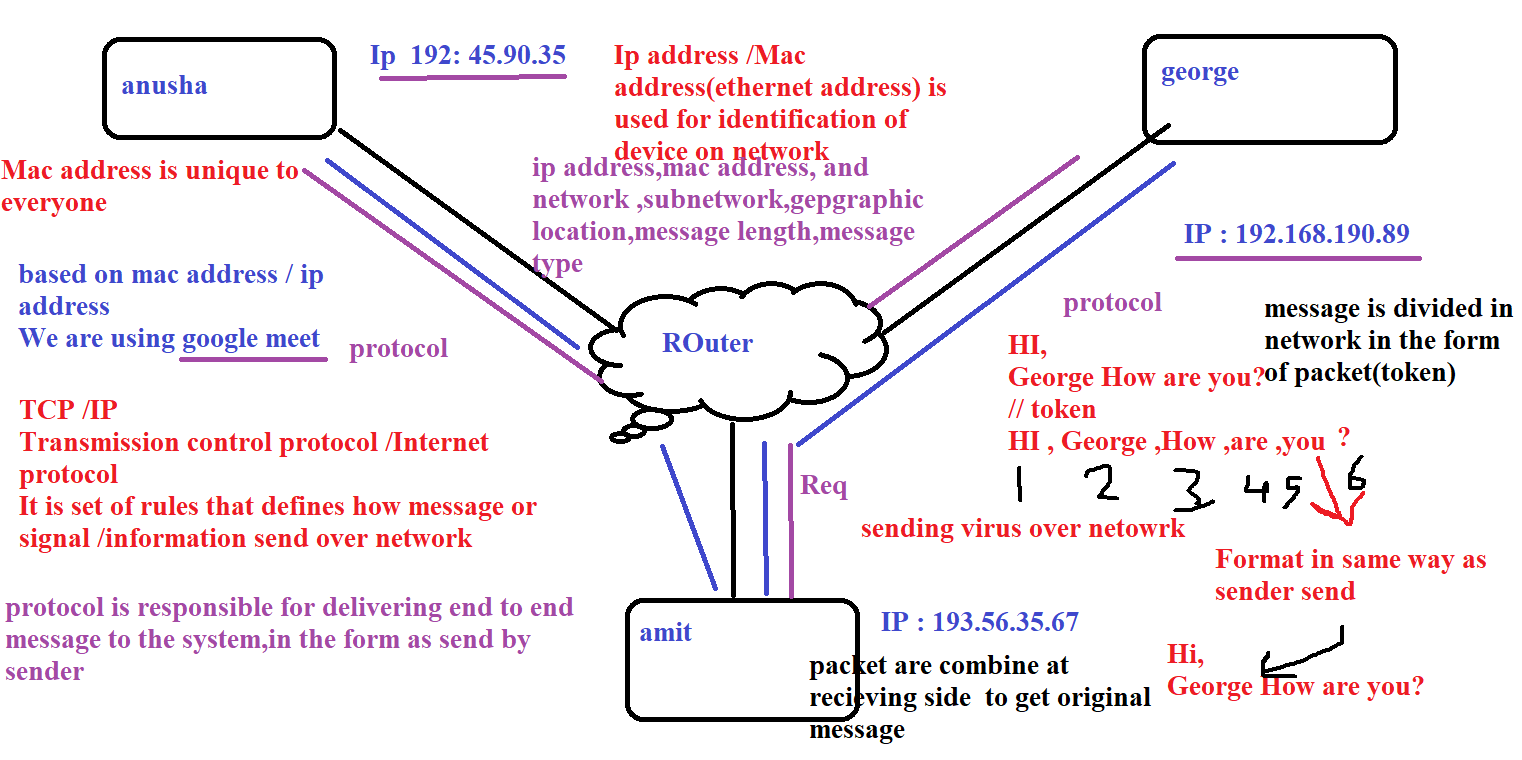 anusha
Ip 192: 45.90.35
Ip address /Mac
address(ethernet address) is
used for identification of
device on network
george
Mac address is unique to
everyone
ip address,mac address, and
network ,subnetwork,gepgraphic
location,message length,message
type
IP : 192.168.190.89
based on mac address / ip
address
We are using google meet
protocol
ROuter
protocol
message is divided in
network in the form
of packet(token)
HI,
George How are you?
// token
HI , George ,How ,are ,you ?
1 2 3 4 5 6
TCP /IP
Transmission control protocol /Internet
protocol
It is set of rules that defines how message or
signal /information send over network
Req
sending virus over netowrk
Format in same way as
sender send
protocol is responsible for delivering end to end
message to the system,in the form as send by
sender
amit
IP : 193.56.35.67
packet are combine at
recieving side to get original
message
Hi,
George How are you?